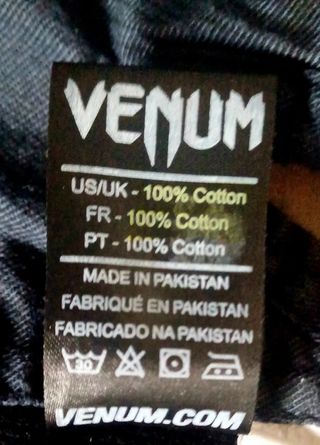 VENUM
US/UK - 100% Cotton
FR - 100% Cotton
PT - 100% Cotton
MADE IN PAKISTAN
FABRIQUÉ EN PAKISTAN
FABRICADO NA PAKISTAN
30
VENUM.COM